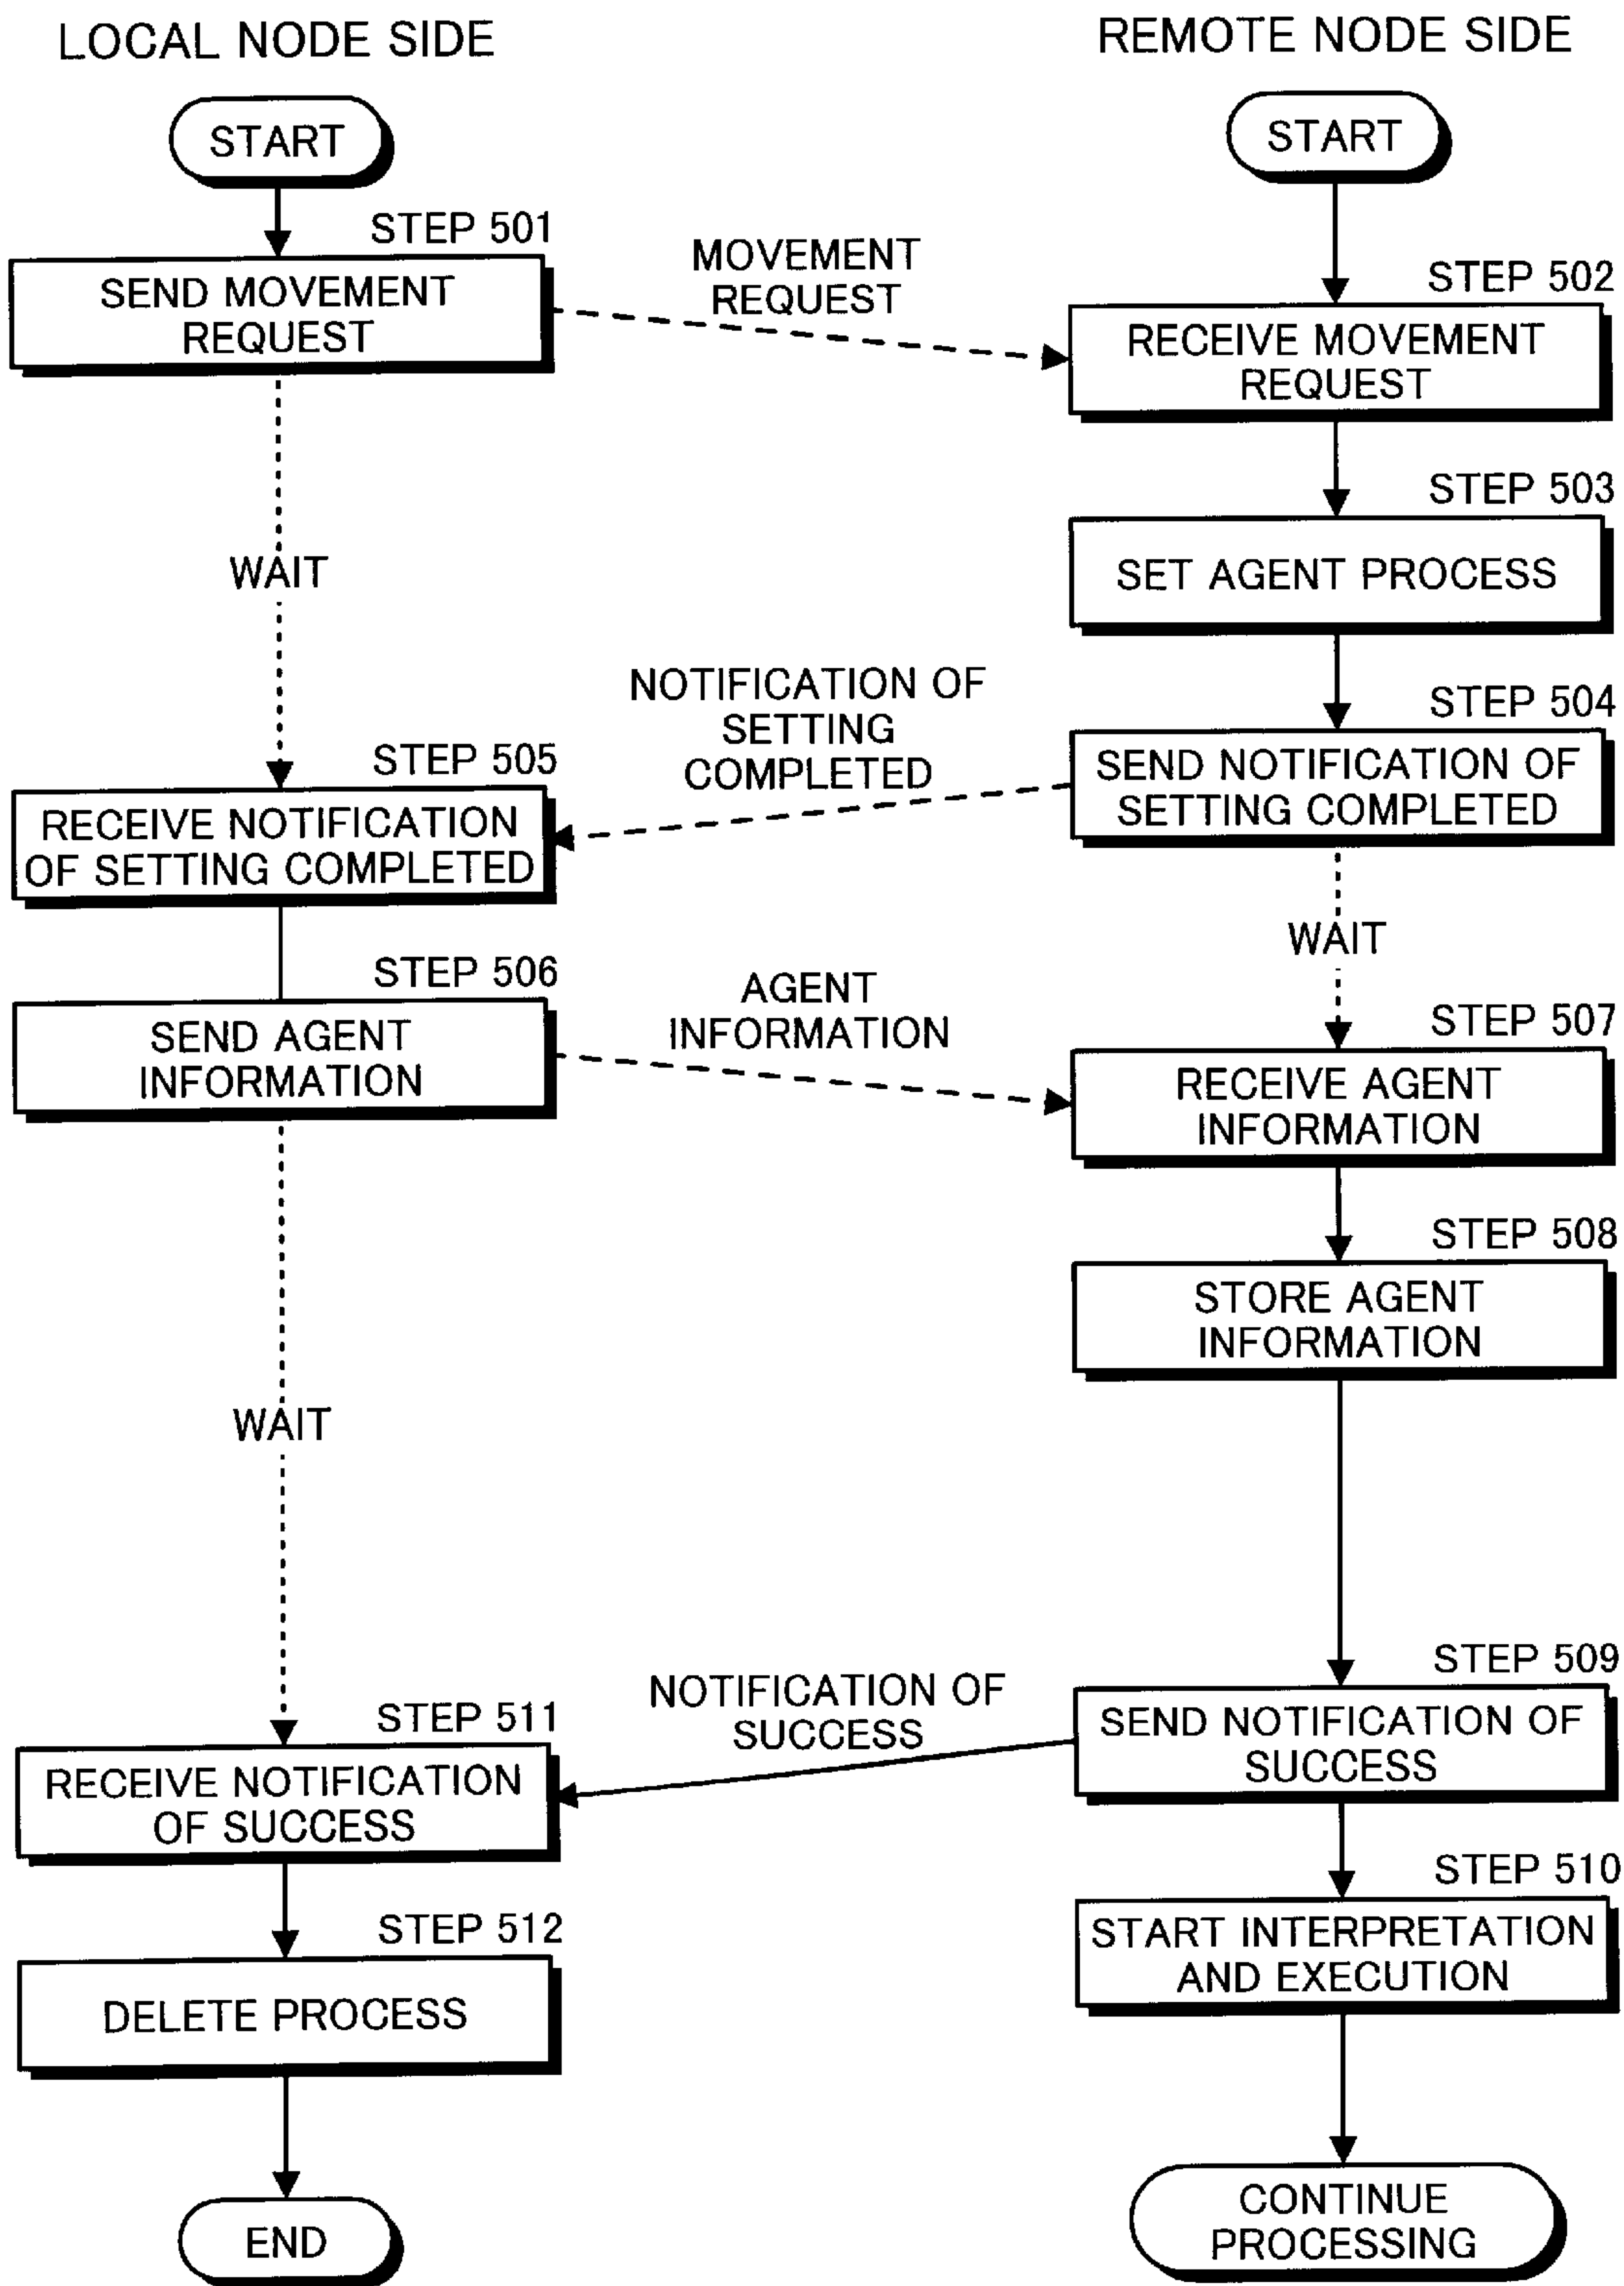 LOCAL NODE SIDE
REMOTE NODE SIDE
START
START
STEP 501
SEND MOVEMENT
REQUEST
MOVEMENT
REQUEST
STEP 502
RECEIVE MOVEMENT
REQUEST
STEP 503
SET AGENT PROCESS
WAIT
NOTIFICATION OF
SETTING
COMPLETED
STEP 504
SEND NOTIFICATION OF
SETTING COMPLETED
STEP 505
RECEIVE NOTIFICATION
OF SETTING COMPLETED
WAIT
STEP 506
SEND AGENT
INFORMATION
AGENT
INFORMATION
STEP 507
RECEIVE AGENT
INFORMATION
STEP 508
STORE AGENT
INFORMATION
WAIT
STEP 509
SEND NOTIFICATION OF
SUCCESS
NOTIFICATION OF
SUCCESS
STEP 511
RECEIVE NOTIFICATION
OF SUCCESS
STEP 510
START INTERPRETATION
AND EXECUTION
STEP 512
DELETE PROCESS
END
CONTINUE
PROCESSING